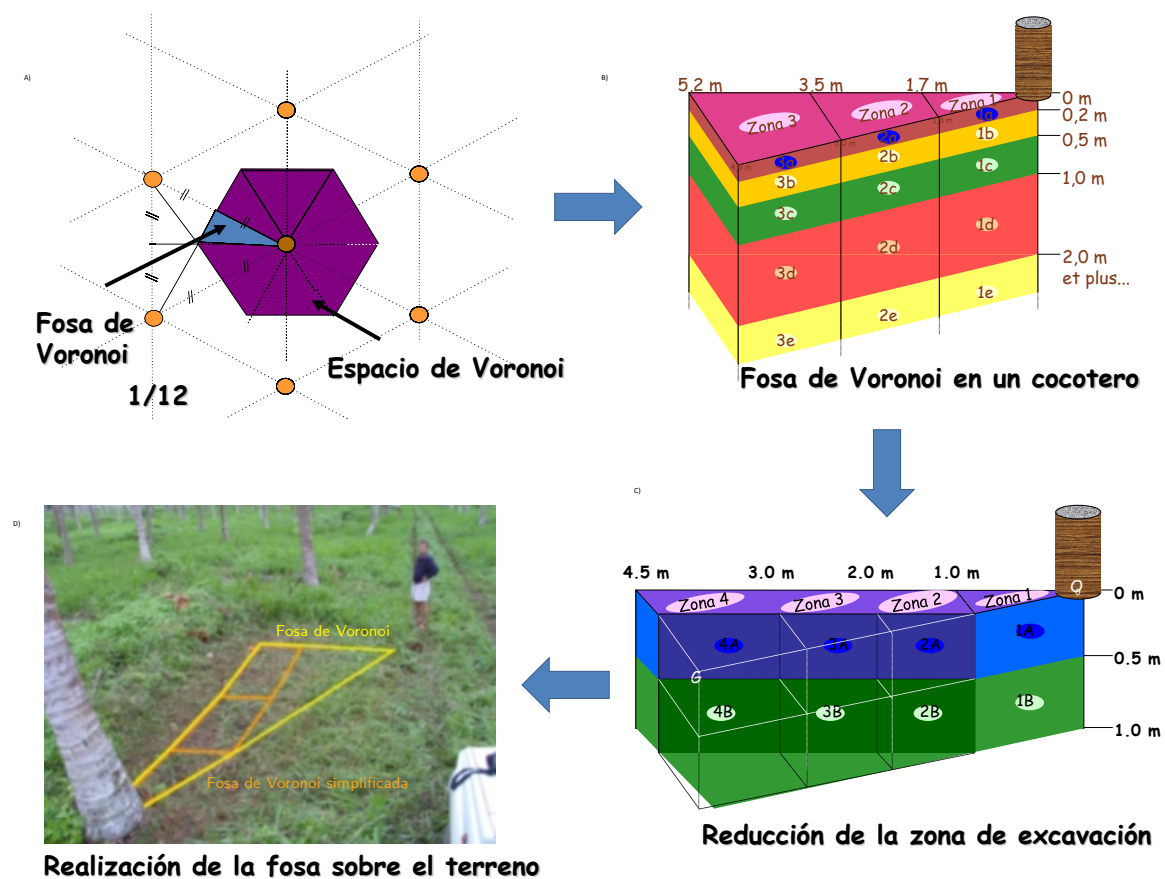 A)
Fosa de
Voronoi
1/12
Espacio de Voronoi
B)
5,2 m
3.5 m
1,7 m
0 m
0,2 m
0,5 m
1,0 m
2,0 m
et plus...
Zona 3
Zona 2
Zona 1
3a
2a
1a
3b
2b
1b
3c
2c
1c
3d
2d
1d
3e
2e
1e
Fosa de Voronoi en un cocotero
C)
4.5 m
3.0 m
2.0 m
1.0 m
0 m
0.5 m
1.0 m
Q
Zona 4
Zona 3
Zona 2
Zona 1
4A
3A
2A
1A
G
4B
3B
2B
1B
Reducción de la zona de excavación
D)
Fosa de Voronoi
Fosa de Voronoi simplificada
Realización de la fosa sobre el terreno